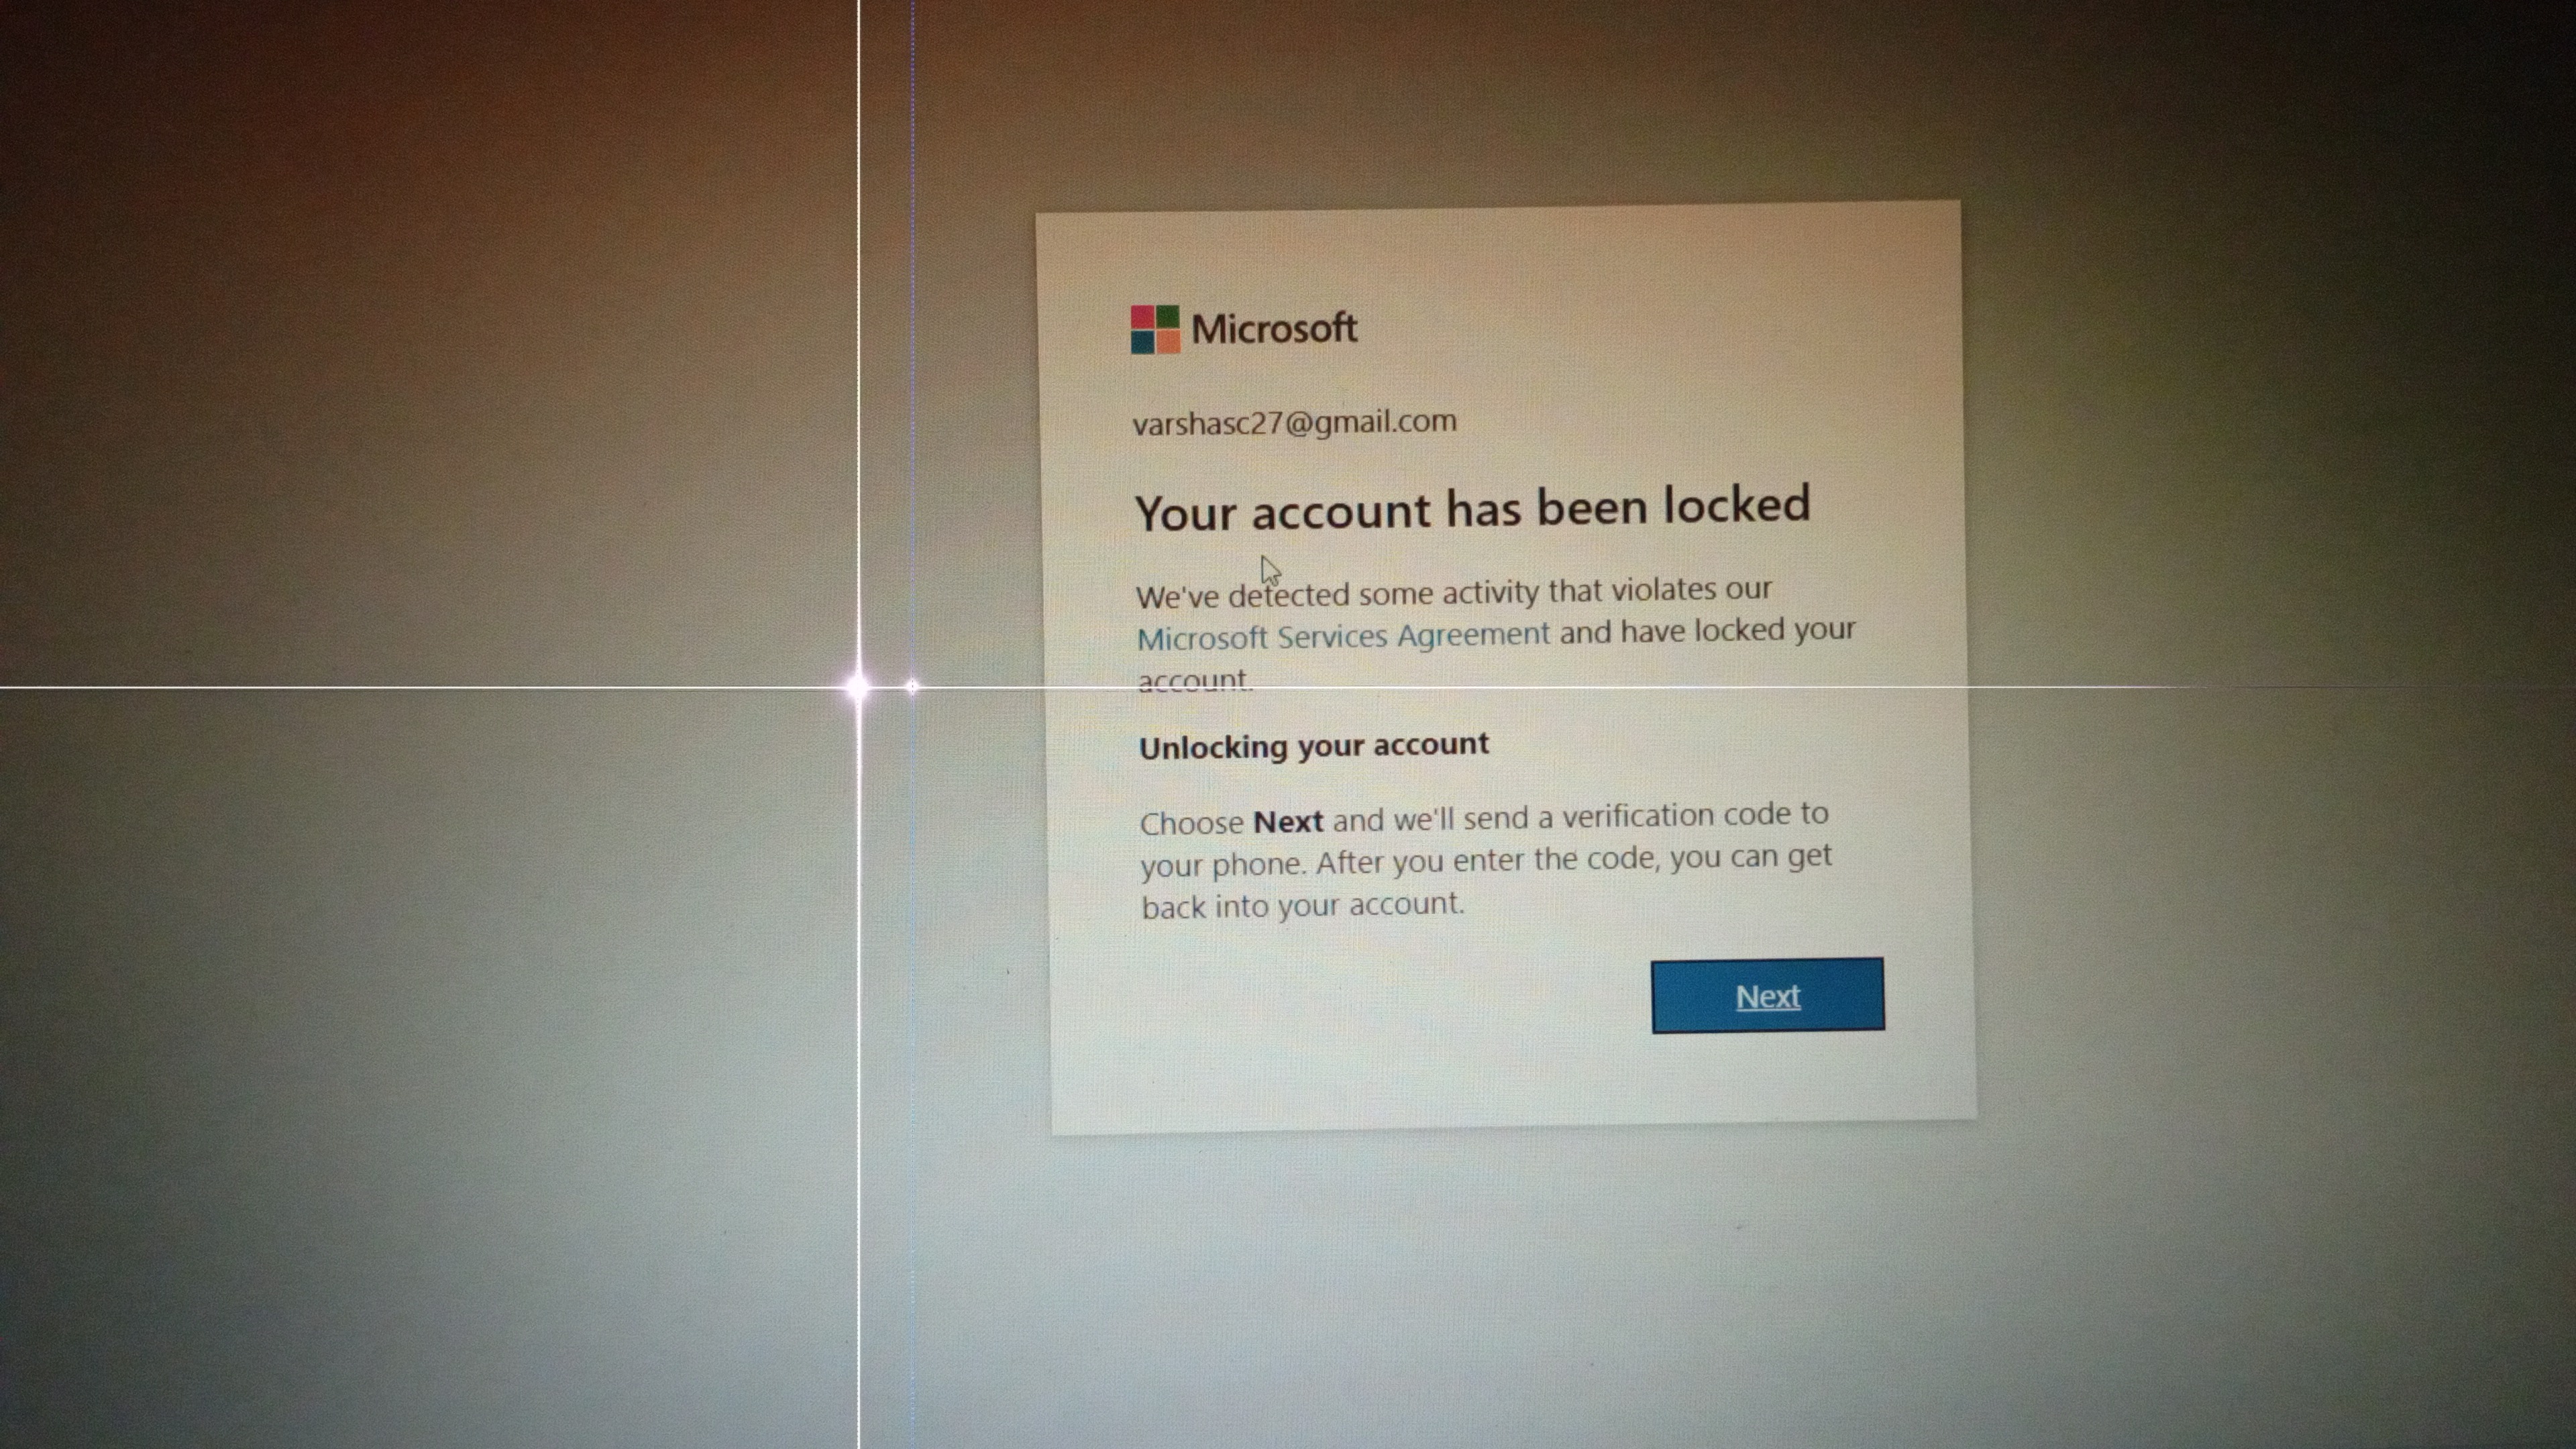 Microsoft
varshasc27@gmail.com
Your account has been locked
We've detected some activity that violates our
Microsoft Services Agreement and have locked your
account.
Unlocking your account
Choose Next and we'll send a verification code to
your phone. After you enter the code, you can get
back into your account.
Next